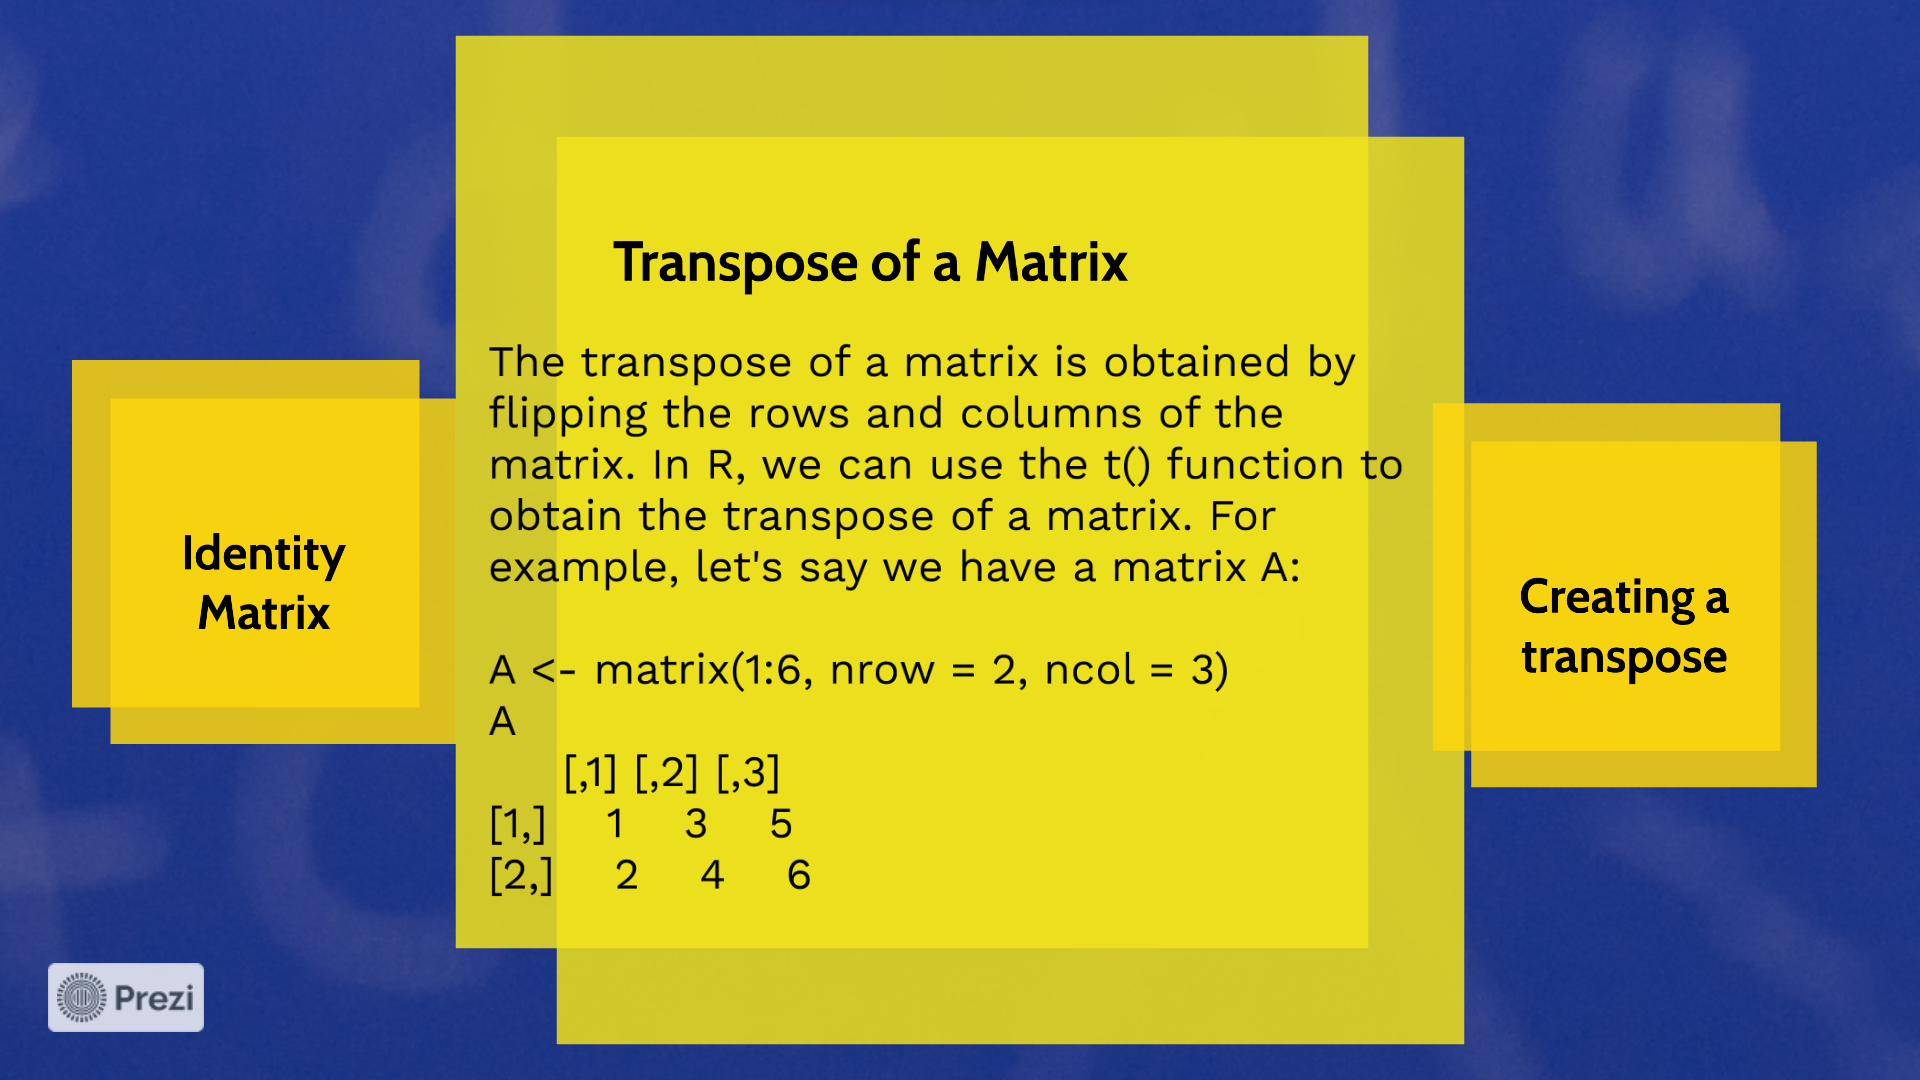 Transpose of a Matrix
The transpose of a matrix is obtained by
flipping the rows and columns of the
matrix. In R, we can use the t() function to
obtain the transpose of a matrix. For
example, let's say we have a matrix A:
A <- matrix(1:6, nrow = 2, ncol = 3)
A
[,1] [,2] [,3]
[1,] 1 3 5
[2,] 2 4 6
Identity
Matrix
Creating a
transpose
Prezi